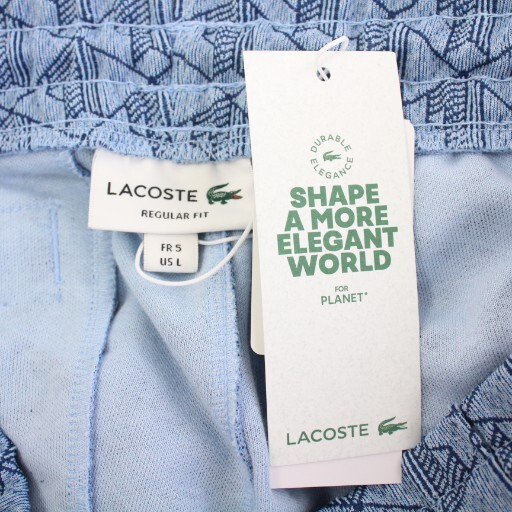 LACOSTE
REGULAR FIT
FR 5
US L
DURABLE
ELEGANCE
SHAPE
A MORE
ELEGANT
WORLD
FOR
PLANET*
LACOSTE